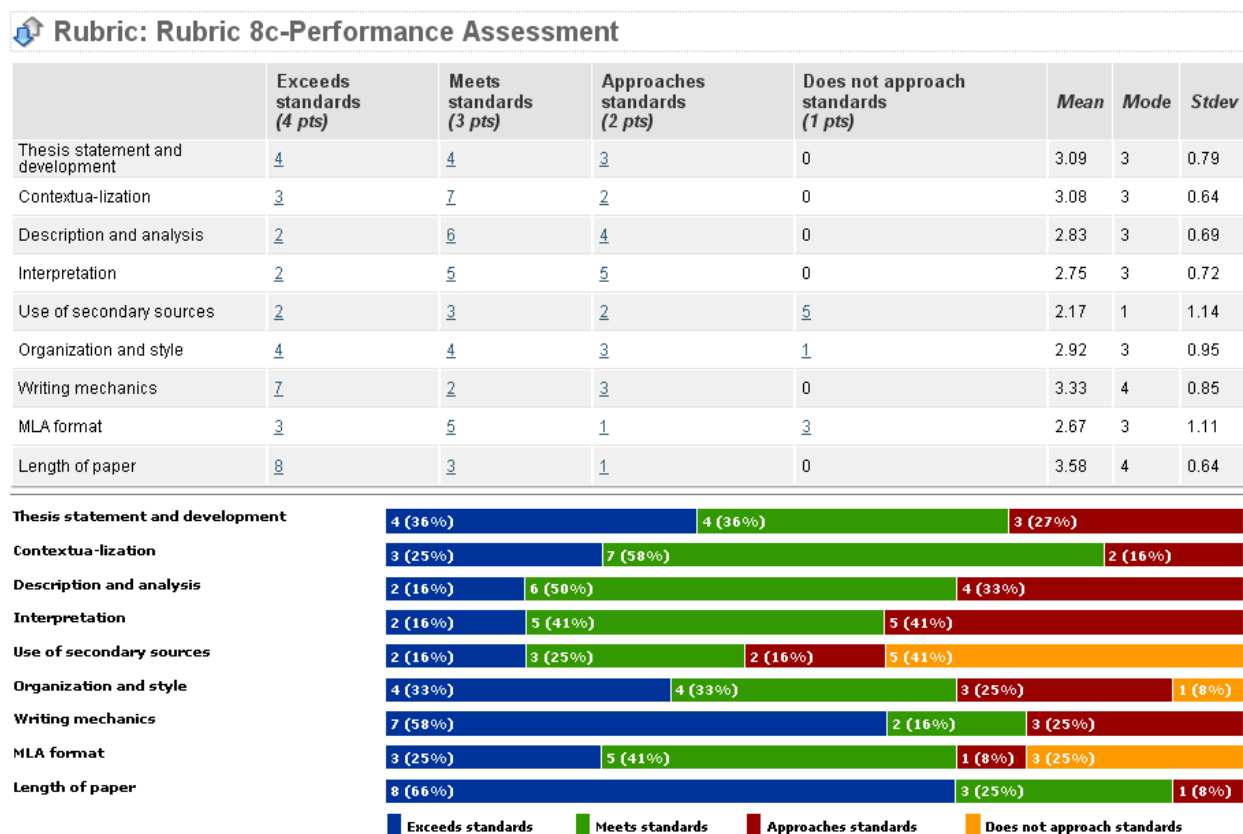 Rubric: Rubric 8c-Performance Assessment
Exceeds standards (4 pts) Meets standards (3 pts) Approaches standards (2 pts) Does not approach standards (1 pts) Mean Mode Stdev
Thesis statement and development 4 4 3 0 3.09 3 0.79
Contextua-lization 3 7 2 0 3.08 3 0.64
Description and analysis 2 6 4 0 2.83 3 0.69
Interpretation 2 5 5 0 2.75 3 0.72
Use of secondary sources 2 3 2 5 2.17 1 1.14
Organization and style 4 4 3 1 2.92 3 0.95
Writing mechanics 7 2 3 0 3.33 4 0.85
MLA format 3 5 1 3 2.67 3 1.11
Length of paper 8 3 1 0 3.58 4 0.64
Thesis statement and development 4 (36%) 4 (36%) 3 (27%)
Contextua-lization 3 (25%) 7 (58%) 2 (16%)
Description and analysis 2 (16%) 6 (50%) 4 (33%)
Interpretation 2 (16%) 5 (41%) 5 (41%)
Use of secondary sources 2 (16%) 3 (25%) 2 (16%) 5 (41%)
Organization and style 4 (33%) 4 (33%) 3 (25%) 1 (8%)
Writing mechanics 7 (58%) 2 (16%) 3 (25%)
MLA format 3 (25%) 5 (41%) 1 (8%) 3 (25%)
Length of paper 8 (66%) 3 (25%) 1 (8%)
Exceeds standards Meets standards Approaches standards Does not approach standards